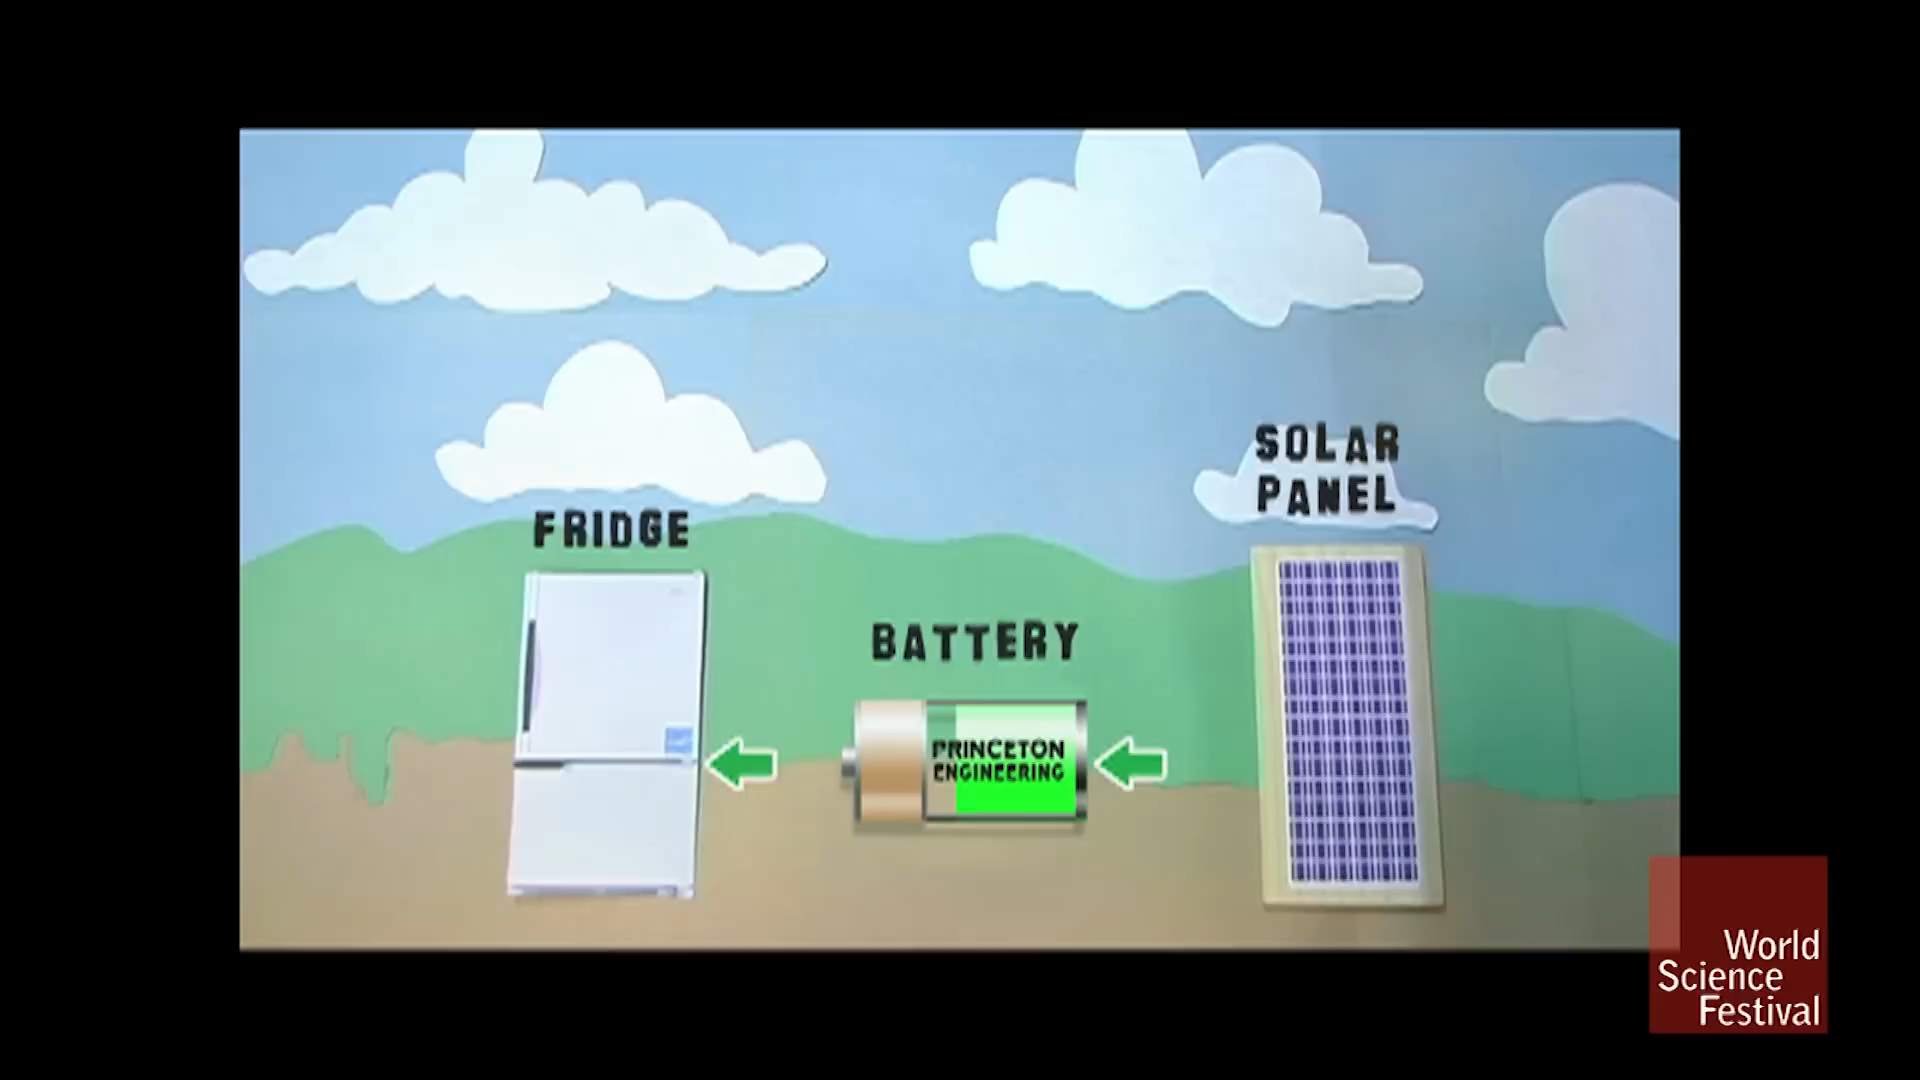 SOLAR
PANEL
FRIDGE
BATTERY
PRINCETON
ENGINEERING
World
Science
Festival